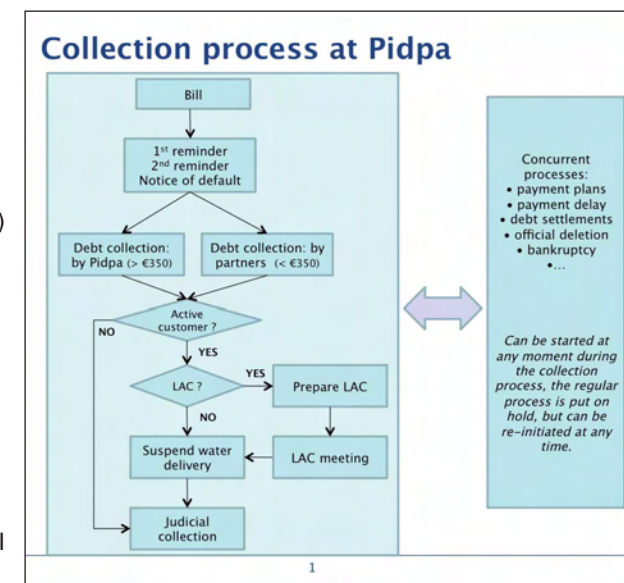 Collection process at Pidpa
Bill
1st reminder
2nd reminder
Notice of default
Debt collection:
by Pidpa (> €350)
Debt collection: by
partners (< €350)
Active
customer ?
NO
YES
LAC ?
YES
Prepare LAC
NO
Suspend water
delivery
LAC meeting
Judicial
collection
Concurrent
processes:
• payment plans
• payment delay
• debt settlements
• official deletion
• bankruptcy
•...
Can be started at
any moment during
the collection
process, the regular
process is put on
hold, but can be
re-initiated at any
time.
1
)